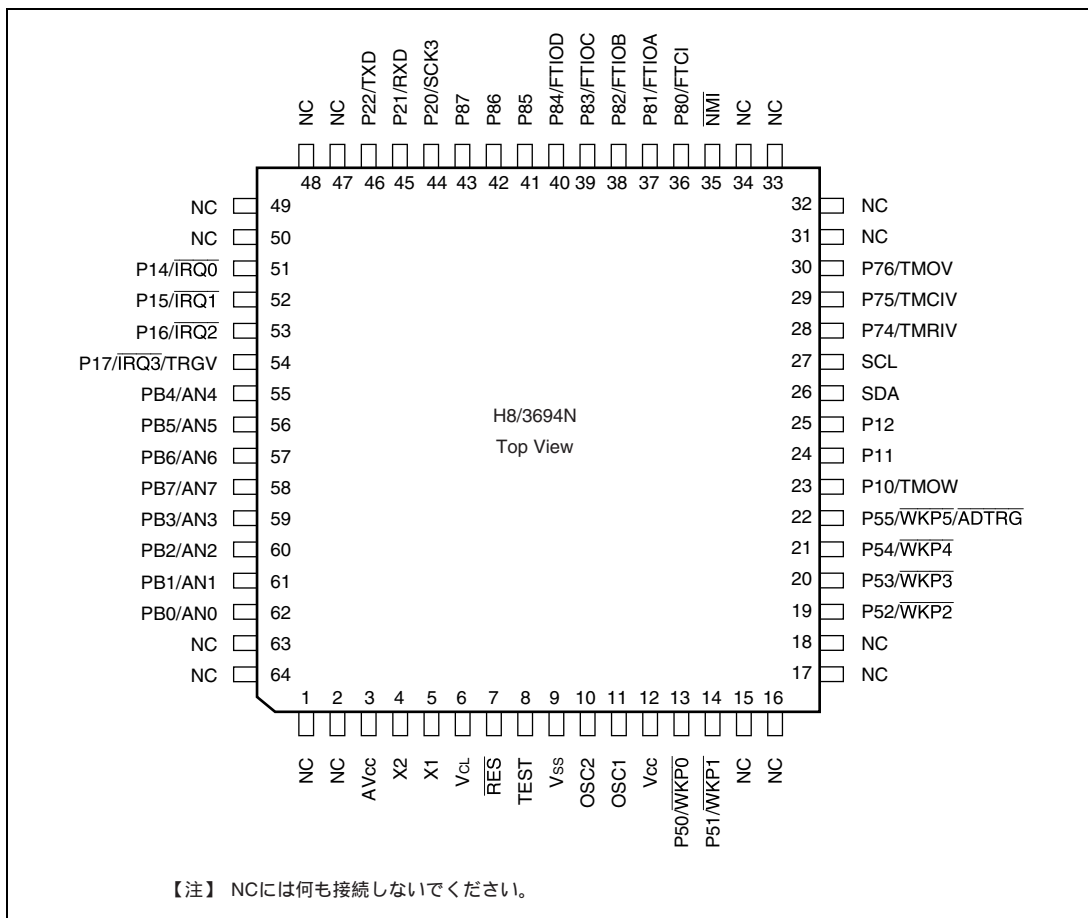 NC
NC
P22/TXD
P21/RXD
P20/SCK3
P87
P86
P85
P84/FTIOD
P83/FTIOC
P82/FTIOB
P81/FTIOA
P80/FTCI
NMI
NC
NC
48 47 46 45 44 43 42 41 40 39 38 37 36 35 34 33
NC 49
NC 50
P14/IRQ0 51
P15/IRQ1 52
P16/IRQ2 53
P17/IRQ3/TRGV 54
PB4/AN4 55
PB5/AN5 56
PB6/AN6 57
PB7/AN7 58
PB3/AN3 59
PB2/AN2 60
PB1/AN1 61
PB0/AN0 62
NC 63
NC 64
H8/3694N
Top View
32 NC
31 NC
30 P76/TMOV
29 P75/TMCIV
28 P74/TMRIV
27 SCL
26 SDA
25 P12
24 P11
23 P10/TMOW
22 P55/WKP5/ADTRG
21 P54/WKP4
20 P53/WKP3
19 P52/WKP2
18 NC
17 NC
1 2 3 4 5 6 7 8 9 10 11 12 13 14 15 16
NC
NC
AVcc
X2
X1
VCL
RES
TEST
Vss
OSC2
OSC1
Vcc
P50/WKP0
P51/WKP1
NC
NC
【注】 NCには何も接続しないでください。